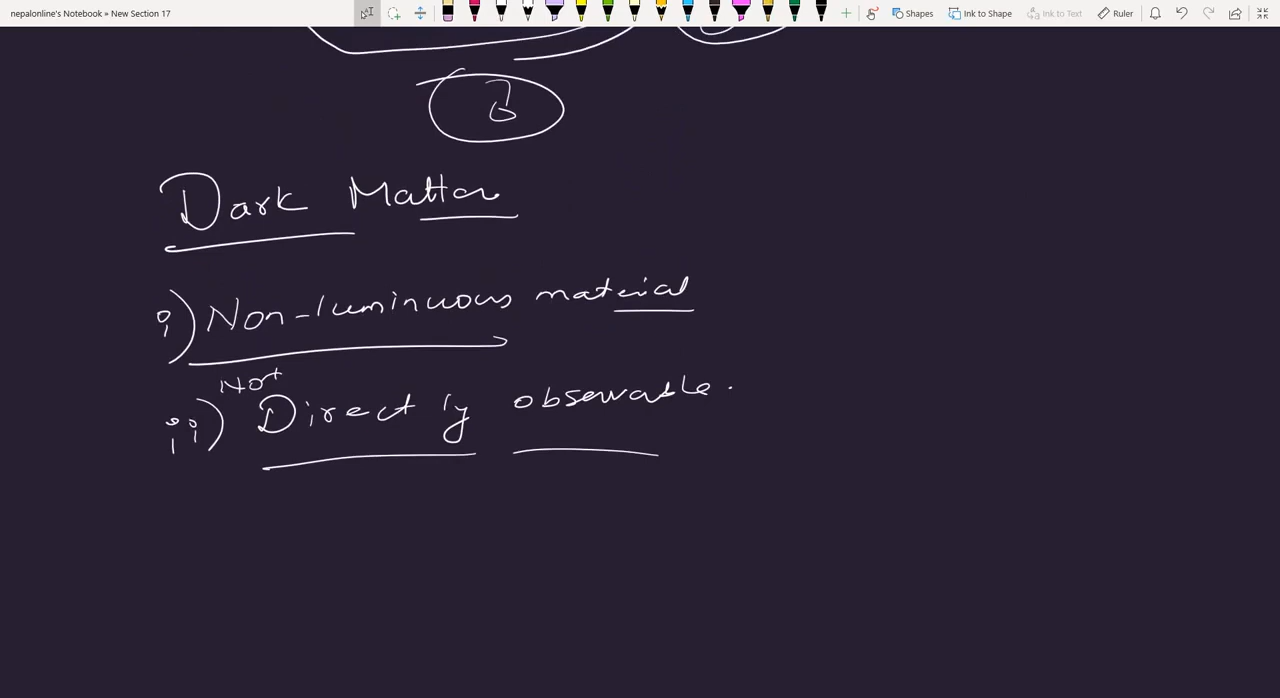 nepalonline's Notebook » New Section 17
Shapes Ink to Shape Ink to Text Ruler
Dark Matter
i) Non-luminuous material
Not
ii) Directly observable.